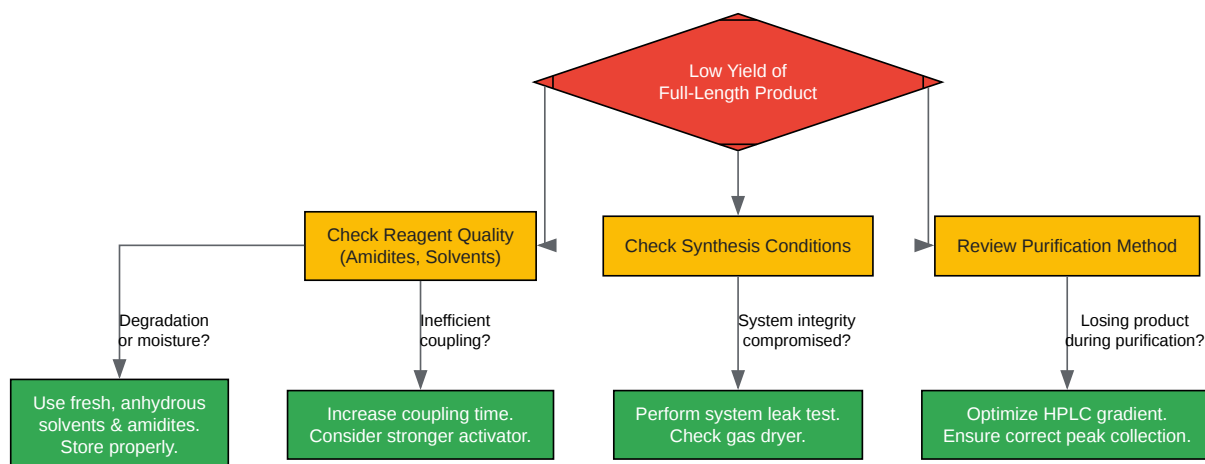 Low Yield of
Full-Length Product
Check Reagent Quality
(Amidites, Solvents)
Check Synthesis Conditions
Review Purification Method
Degradation
or moisture?
Inefficient
coupling?
System integrity
compromised?
Losing product
during purification?
Use fresh, anhydrous
solvents & amidites.
Store properly.
Increase coupling time.
Consider stronger activator.
Perform system leak test.
Check gas dryer.
Optimize HPLC gradient.
Ensure correct peak collection.